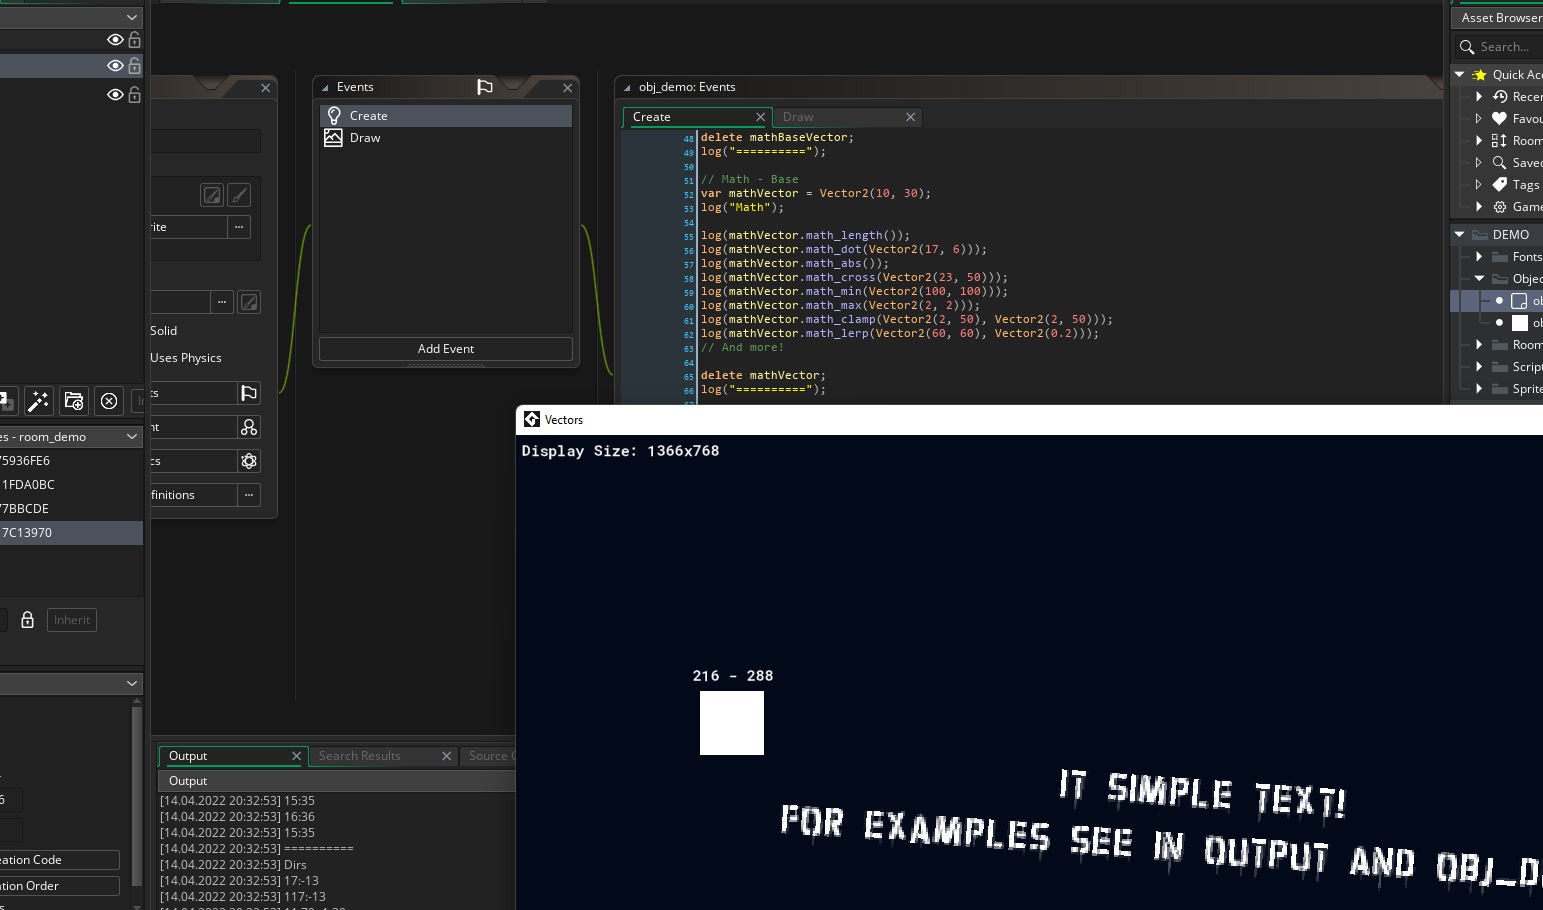 Asset Browser
Search...
Quick Acc
Recen
Favou
Room
Saved
Tags
Game
DEMO
Fonts
Objec
ob
ob
Room
Script
Sprite
es - room_demo
75936FE6
1FDA0BC
77BBCDE
7C13970
Inherit
6
eation Code
tion Order
rite
...
...
Solid
Uses Physics
ts
nt
cs
finitions
...
Events
Create
Draw
Add Event
obj_demo: Events
Create
Draw
48 delete mathBaseVector;
49 log("==========");
50
51 // Math - Base
52 var mathVector = Vector2(10, 30);
53 log("Math");
54
55 log(mathVector.math_length());
56 log(mathVector.math_dot(Vector2(17, 6)));
57 log(mathVector.math_abs());
58 log(mathVector.math_cross(Vector2(23, 50)));
59 log(mathVector.math_min(Vector2(100, 100)));
60 log(mathVector.math_max(Vector2(2, 2)));
61 log(mathVector.math_clamp(Vector2(2, 50), Vector2(2, 50)));
62 log(mathVector.math_lerp(Vector2(60, 60), Vector2(0.2)));
63 // And more!
64
65 delete mathVector;
66 log("==========");
Vectors
Display Size: 1366x768
216 - 288
IT SIMPLE TEXT!
FOR EXAMPLES SEE IN OUTPUT AND OBJ_D
Output
Search Results
Source
Output
[14.04.2022 20:32:53] 15:35
[14.04.2022 20:32:53] 16:36
[14.04.2022 20:32:53] 15:35
[14.04.2022 20:32:53] ==========
[14.04.2022 20:32:53] Dirs
[14.04.2022 20:32:53] 17:-13
[14.04.2022 20:32:53] 117:-13